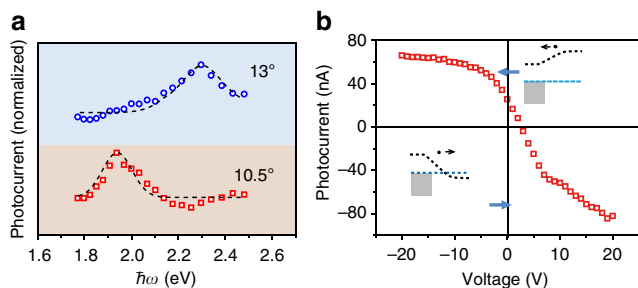 a
Photocurrent (normalized)
13°
10.5°
1.6 1.8 2.0 2.2 2.4 2.6
ℏω (eV)
b
Photocurrent (nA)
80
40
0
−40
−80
−20 −10 0 10 20
Voltage (V)